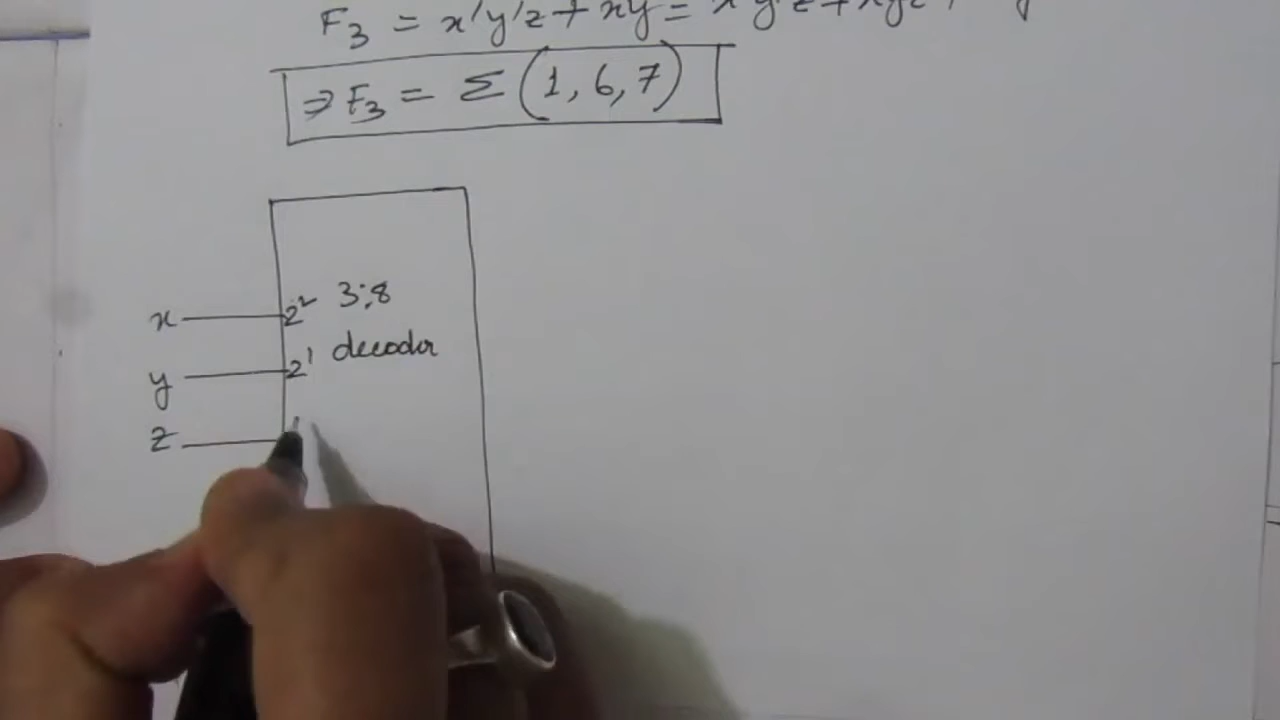 F₃ = x'y'z + xy = x'y'z + xyz'
⇒ F₃ = Σ(1, 6, 7)
x 2² 3:8
decoder
y 2¹
z